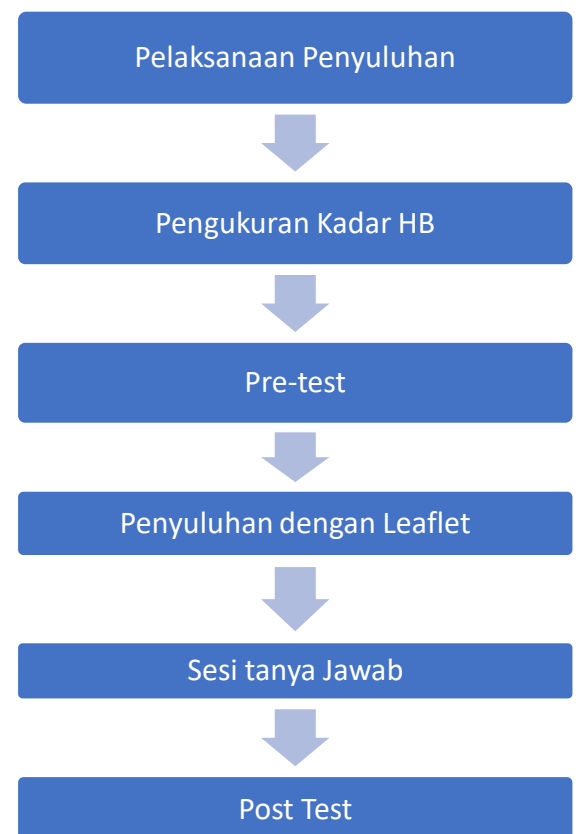 Pelaksanaan Penyuluhan
Pengukuran Kadar HB
Pre-test
Penyuluhan dengan Leaflet
Sesi tanya Jawab
Post Test